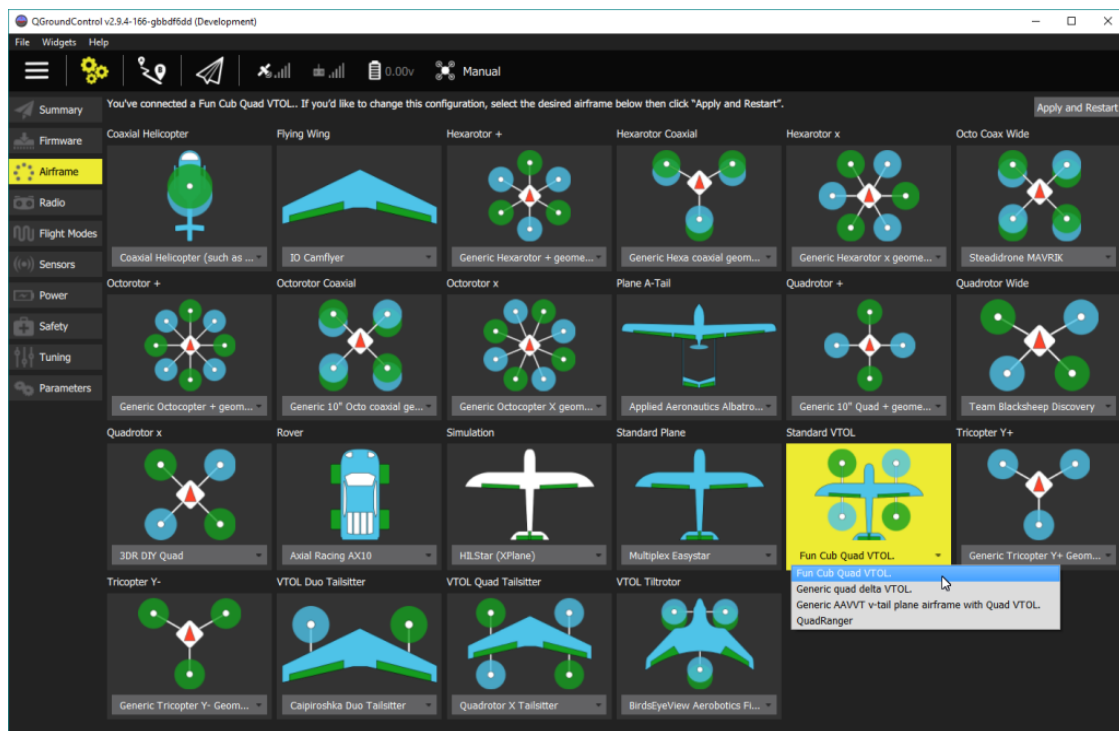 QGroundControl v2.9.4-166-gbbdf6dd (Development)
File Widgets Help
0.00v Manual
You've connected a Fun Cub Quad VTOL.. If you'd like to change this configuration, select the desired airframe below then click "Apply and Restart".
Apply and Restart
Summary
Firmware
Airframe
Radio
Flight Modes
Sensors
Power
Safety
Tuning
Parameters
Coaxial Helicopter Flying Wing Hexarotor + Hexarotor Coaxial Hexarotor x Octo Coax Wide
Coaxial Helicopter (such as ... IO Camflyer Generic Hexarotor + geome... Generic Hexa coaxial geom... Generic Hexarotor x geome... Steadidrone MAVRIK
Octorotor + Octorotor Coaxial Octorotor x Plane A-Tail Quadrotor + Quadrotor Wide
Generic Octocopter + geom... Generic 10" Octo coaxial ge... Generic Octocopter X geom... Applied Aeronautics Albatro... Generic 10" Quad + geome... Team Blacksheep Discovery
Quadrotor x Rover Simulation Standard Plane Standard VTOL Tricopter Y+
3DR DIY Quad Axial Racing AX10 HILStar (XPlane) Multiplex Easystar Fun Cub Quad VTOL. Generic Tricopter Y+ Geom...
Fun Cub Quad VTOL.
Generic quad delta VTOL.
Generic AAVVT v-tail plane airframe with Quad VTOL.
QuadRanger
Tricopter Y- VTOL Duo Tailsitter VTOL Quad Tailsitter VTOL Tiltrotor
Generic Tricopter Y- Geom... Caipiroshka Duo Tailsitter Quadrotor X Tailsitter BirdsEyeView Aerobotics Fi...